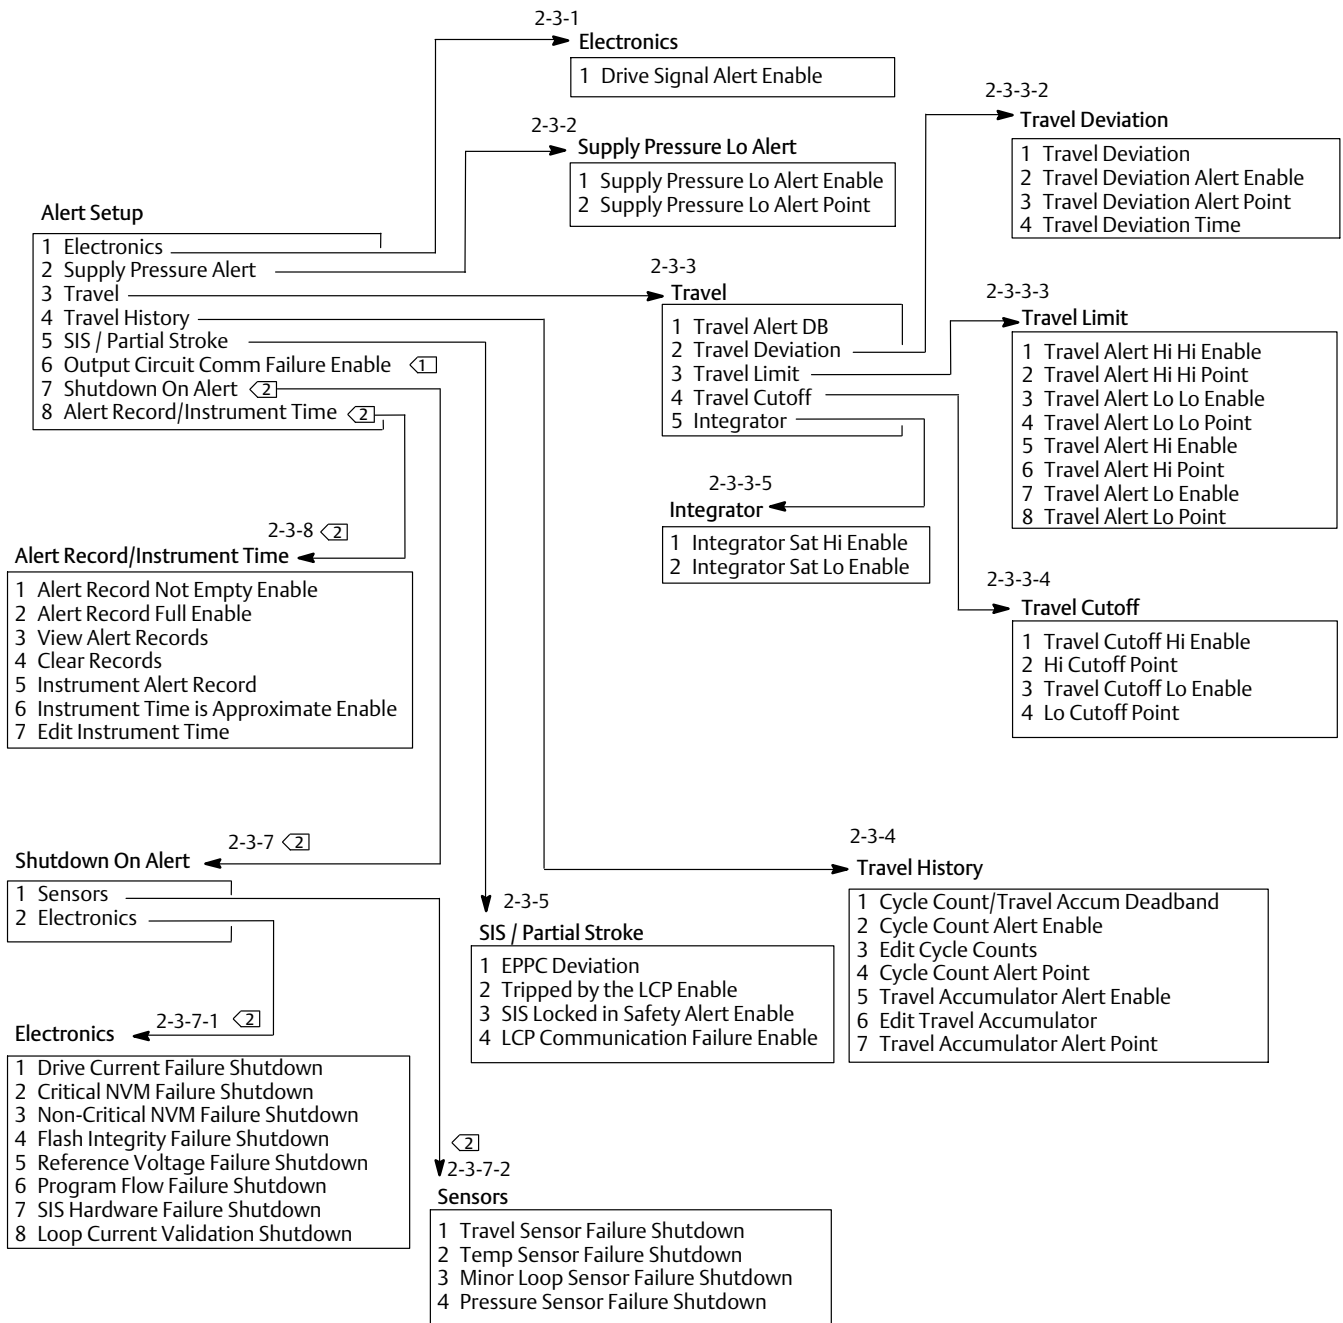 2-3-1
Electronics
1 Drive Signal Alert Enable
2-3-2
Supply Pressure Lo Alert
1 Supply Pressure Lo Alert Enable
2 Supply Pressure Lo Alert Point
2-3-3-2
Travel Deviation
1 Travel Deviation
2 Travel Deviation Alert Enable
3 Travel Deviation Alert Point
4 Travel Deviation Time
Alert Setup
1 Electronics
2 Supply Pressure Alert
3 Travel
4 Travel History
5 SIS / Partial Stroke
6 Output Circuit Comm Failure Enable 1
7 Shutdown On Alert 2
8 Alert Record/Instrument Time 2
2-3-3
Travel
1 Travel Alert DB
2 Travel Deviation
3 Travel Limit
4 Travel Cutoff
5 Integrator
2-3-3-3
Travel Limit
1 Travel Alert Hi Hi Enable
2 Travel Alert Hi Hi Point
3 Travel Alert Lo Lo Enable
4 Travel Alert Lo Lo Point
5 Travel Alert Hi Enable
6 Travel Alert Hi Point
7 Travel Alert Lo Enable
8 Travel Alert Lo Point
2-3-3-5
Integrator
1 Integrator Sat Hi Enable
2 Integrator Sat Lo Enable
2-3-3-4
Travel Cutoff
1 Travel Cutoff Hi Enable
2 Hi Cutoff Point
3 Travel Cutoff Lo Enable
4 Lo Cutoff Point
2-3-8 2
Alert Record/Instrument Time
1 Alert Record Not Empty Enable
2 Alert Record Full Enable
3 View Alert Records
4 Clear Records
5 Instrument Alert Record
6 Instrument Time is Approximate Enable
7 Edit Instrument Time
2-3-7 2
Shutdown On Alert
1 Sensors
2 Electronics
2-3-4
Travel History
1 Cycle Count/Travel Accum Deadband
2 Cycle Count Alert Enable
3 Edit Cycle Counts
4 Cycle Count Alert Point
5 Travel Accumulator Alert Enable
6 Edit Travel Accumulator
7 Travel Accumulator Alert Point
2-3-5
SIS / Partial Stroke
1 EPPC Deviation
2 Tripped by the LCP Enable
3 SIS Locked in Safety Alert Enable
4 LCP Communication Failure Enable
2-3-7-1 2
Electronics
1 Drive Current Failure Shutdown
2 Critical NVM Failure Shutdown
3 Non-Critical NVM Failure Shutdown
4 Flash Integrity Failure Shutdown
5 Reference Voltage Failure Shutdown
6 Program Flow Failure Shutdown
7 SIS Hardware Failure Shutdown
8 Loop Current Validation Shutdown
2
2-3-7-2
Sensors
1 Travel Sensor Failure Shutdown
2 Temp Sensor Failure Shutdown
3 Minor Loop Sensor Failure Shutdown
4 Pressure Sensor Failure Shutdown